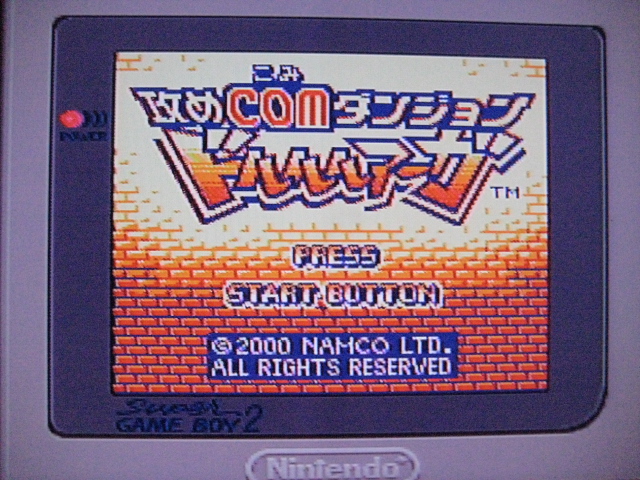 こみ
攻めCOMダンジョン
ドルルルアーガ
TM
POWER
PRESS
START BUTTON
© 2000 NAMCO LTD.
ALL RIGHTS RESERVED
SUPER
GAME BOY 2
Nintendo